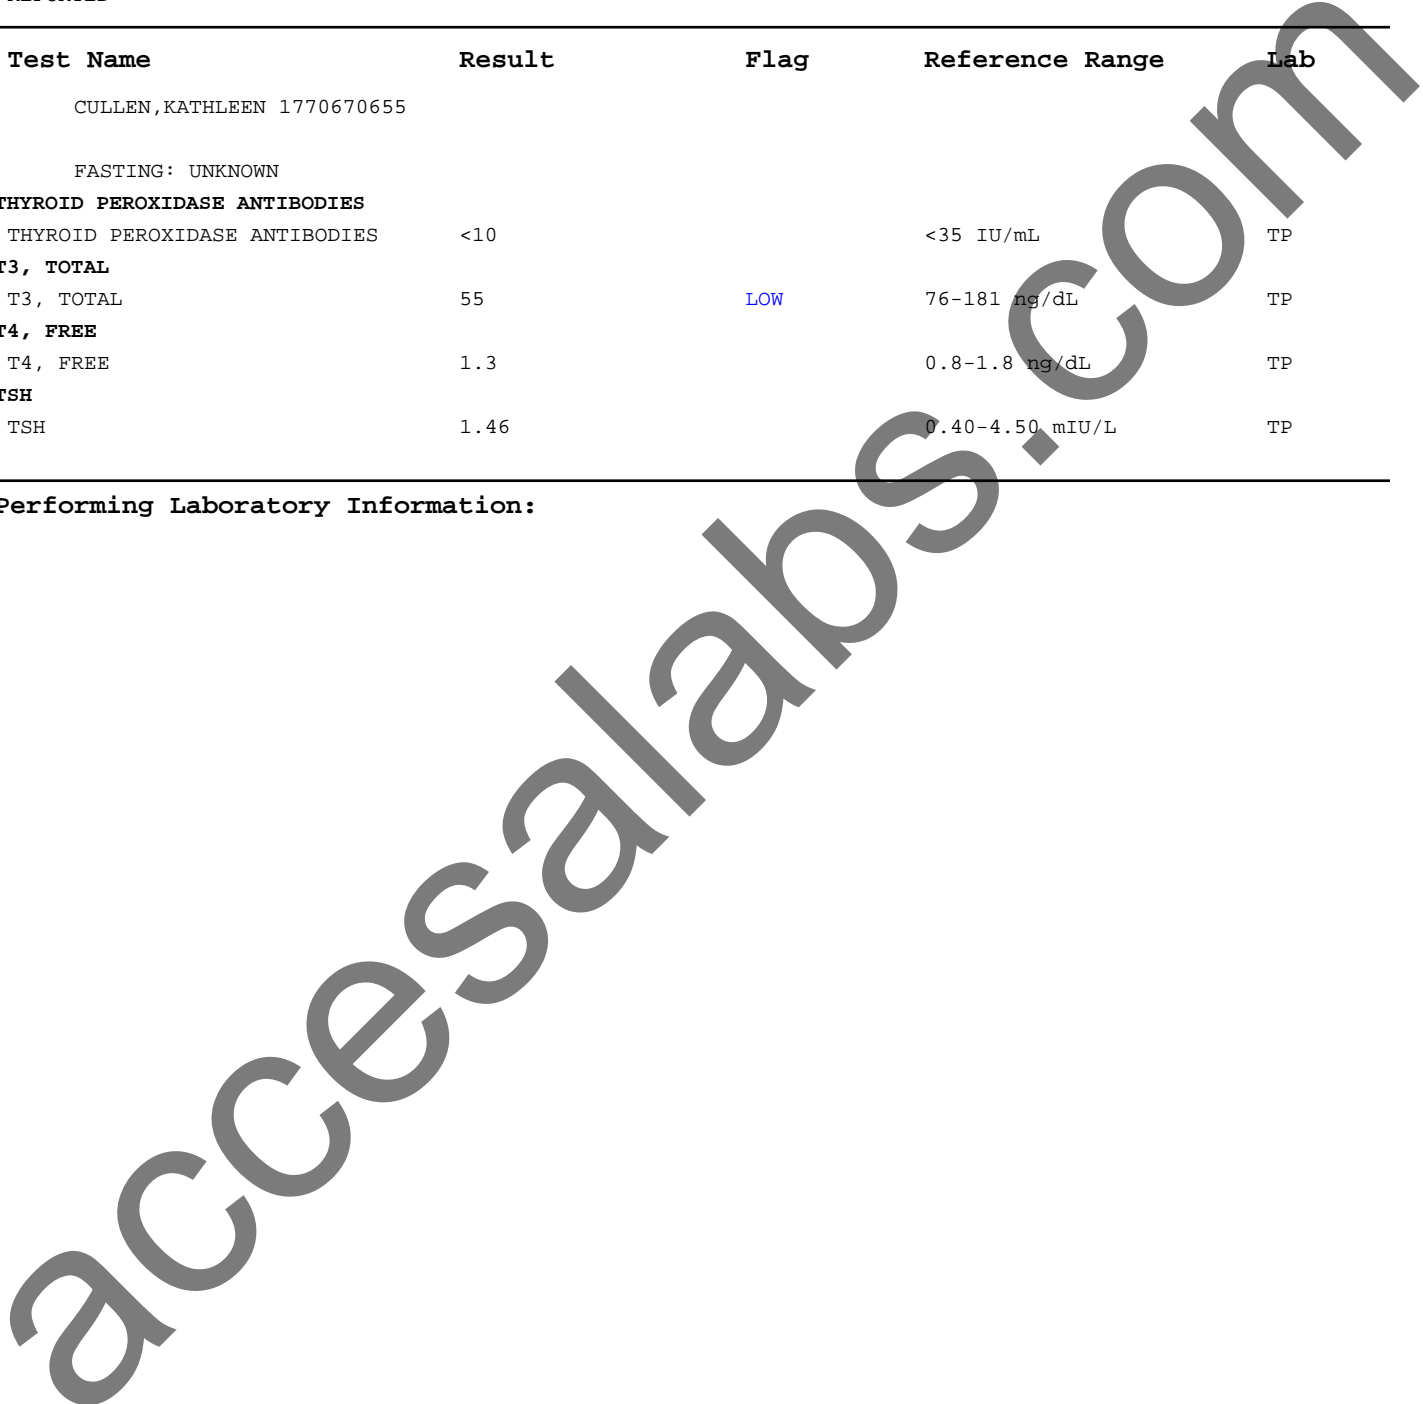 Test Name Result Flag Reference Range Lab
CULLEN,KATHLEEN 1770670655
FASTING: UNKNOWN
THYROID PEROXIDASE ANTIBODIES
THYROID PEROXIDASE ANTIBODIES <10 <35 IU/mL TP
T3, TOTAL
T3, TOTAL 55 LOW 76-181 ng/dL TP
T4, FREE
T4, FREE 1.3 0.8-1.8 ng/dL TP
TSH
TSH 1.46 0.40-4.50 mIU/L TP
Performing Laboratory Information:
accesalabs.com